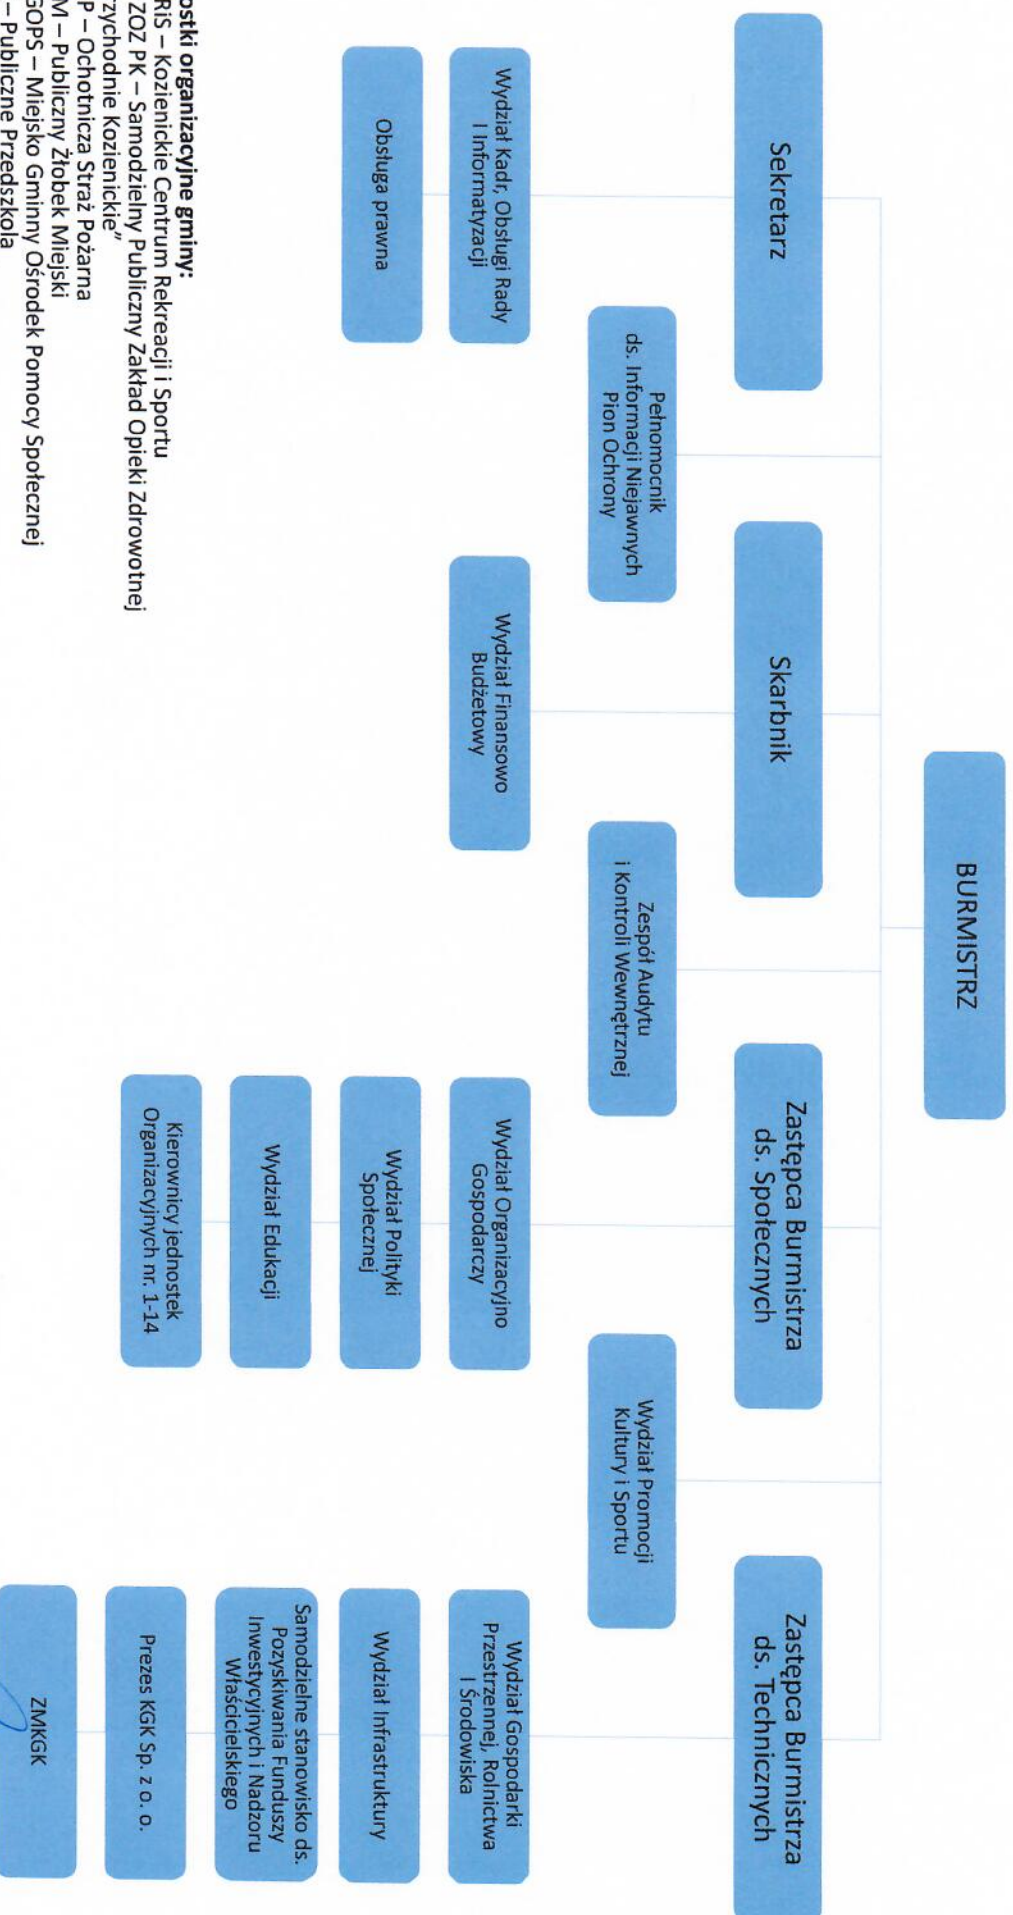 BURMISTRZ
Sekretarz
Skarbnik
Zastępca Burmistrza
ds. Społecznych
Zastępca Burmistrza
ds. Technicznych
Pełnomocnik
ds. Informacji Niejawnych
Pion Ochrony
Zespół Audytu
i Kontroli Wewnętrznej
Wydział Promocji
Kultury i Sportu
Wydział Kadr, Obsługi Rady
I Informatyzacji
Obsługa prawna
Wydział Finansowo
Budżetowy
Wydział Organizacyjno
Gospodarczy
Wydział Polityki
Społecznej
Wydział Edukacji
Kierownicy jednostek
Organizacyjnych nr. 1-14
Wydział Gospodarki
Przestrzennej, Rolnictwa
I Środowiska
Wydział Infrastruktury
Samodzielne stanowisko ds.
Pozyskiwania Funduszy
Inwestycyjnych i Nadzoru
Właścicielskiego
Prezes KGK Sp. z o. o.
ZMKGK
ostki organizacyjne gminy:
RiS – Kozienickie Centrum Rekreacji i Sportu
ZOZ PK – Samodzielny Publiczny Zakład Opieki Zdrowotnej
rzychodnie Kozienickie”
P – Ochotnicza Straż Pożarna
M – Publiczny Żłobek Miejski
GOPS – Miejsko Gminny Ośrodek Pomocy Społecznej
– Publiczne Przedszkola